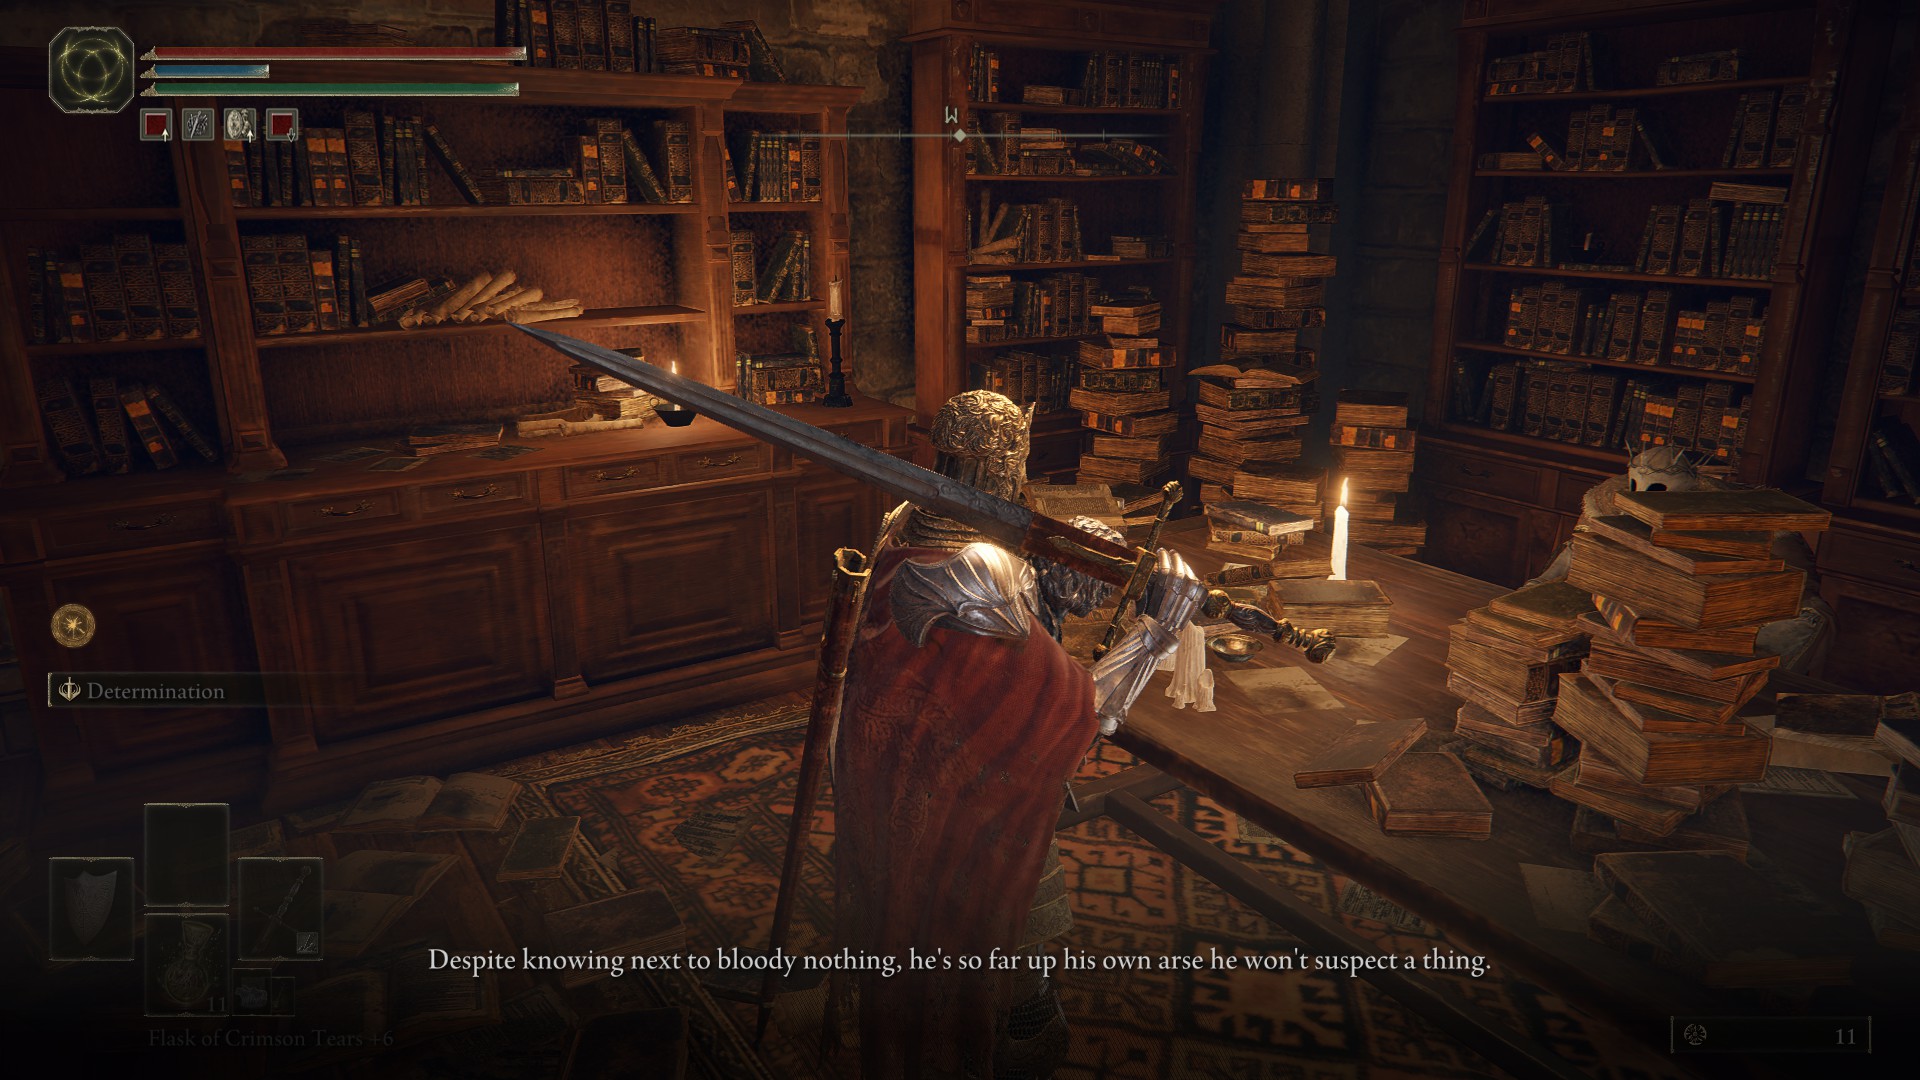 W
Determination
Despite knowing next to bloody nothing, he's so far up his own arse he won't suspect a thing.
11
Flask of Crimson Tears +6
11